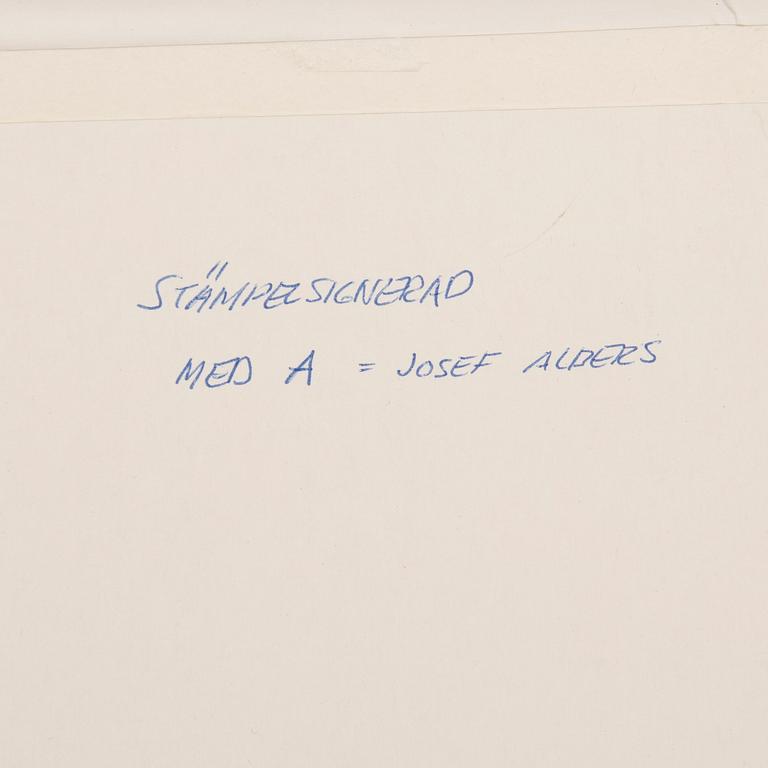 STÄMPELSIGNERAD
MED A = JOSEF ALBERS